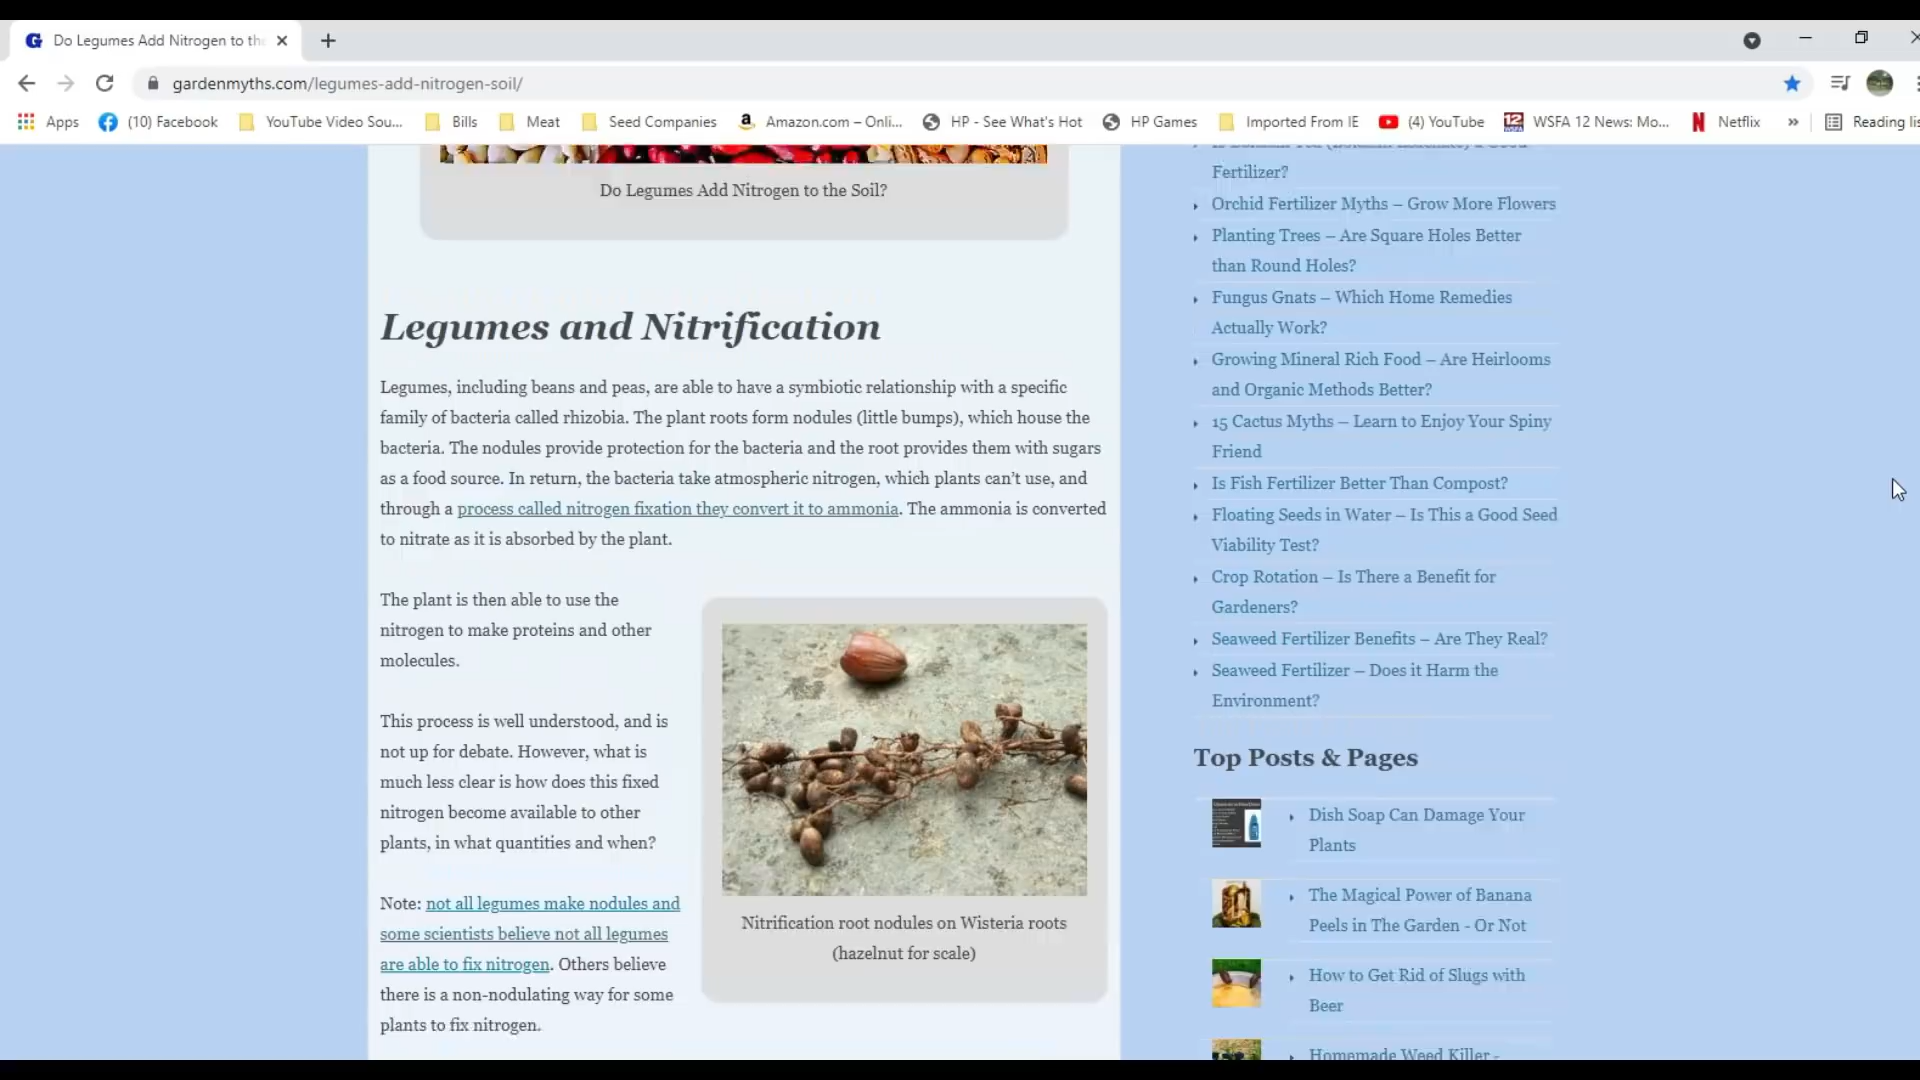 Do Legumes Add Nitrogen to the
gardenmyths.com/legumes-add-nitrogen-soil/
Apps
(10) Facebook
YouTube Video Sou...
Bills
Meat
Seed Companies
Amazon.com – Onli...
HP - See What's Hot
HP Games
Imported From IE
(4) YouTube
WSFA 12 News: Mo...
Netflix
»
Reading lis
Do Legumes Add Nitrogen to the Soil?
Legumes and Nitrification
Legumes, including beans and peas, are able to have a symbiotic relationship with a specific
family of bacteria called rhizobia. The plant roots form nodules (little bumps), which house the
bacteria. The nodules provide protection for the bacteria and the root provides them with sugars
as a food source. In return, the bacteria take atmospheric nitrogen, which plants can't use, and
through a process called nitrogen fixation they convert it to ammonia. The ammonia is converted
to nitrate as it is absorbed by the plant.
The plant is then able to use the
nitrogen to make proteins and other
molecules.
This process is well understood, and is
not up for debate. However, what is
much less clear is how does this fixed
nitrogen become available to other
plants, in what quantities and when?
Note: not all legumes make nodules and
some scientists believe not all legumes
are able to fix nitrogen. Others believe
there is a non-nodulating way for some
plants to fix nitrogen.
Nitrification root nodules on Wisteria roots
(hazelnut for scale)
Fertilizer?
Orchid Fertilizer Myths – Grow More Flowers
Planting Trees – Are Square Holes Better
than Round Holes?
Fungus Gnats – Which Home Remedies
Actually Work?
Growing Mineral Rich Food – Are Heirlooms
and Organic Methods Better?
15 Cactus Myths – Learn to Enjoy Your Spiny
Friend
Is Fish Fertilizer Better Than Compost?
Floating Seeds in Water – Is This a Good Seed
Viability Test?
Crop Rotation – Is There a Benefit for
Gardeners?
Seaweed Fertilizer Benefits – Are They Real?
Seaweed Fertilizer – Does it Harm the
Environment?
Top Posts & Pages
Dish Soap Can Damage Your
Plants
The Magical Power of Banana
Peels in The Garden - Or Not
How to Get Rid of Slugs with
Beer
Homemade Weed Killer -